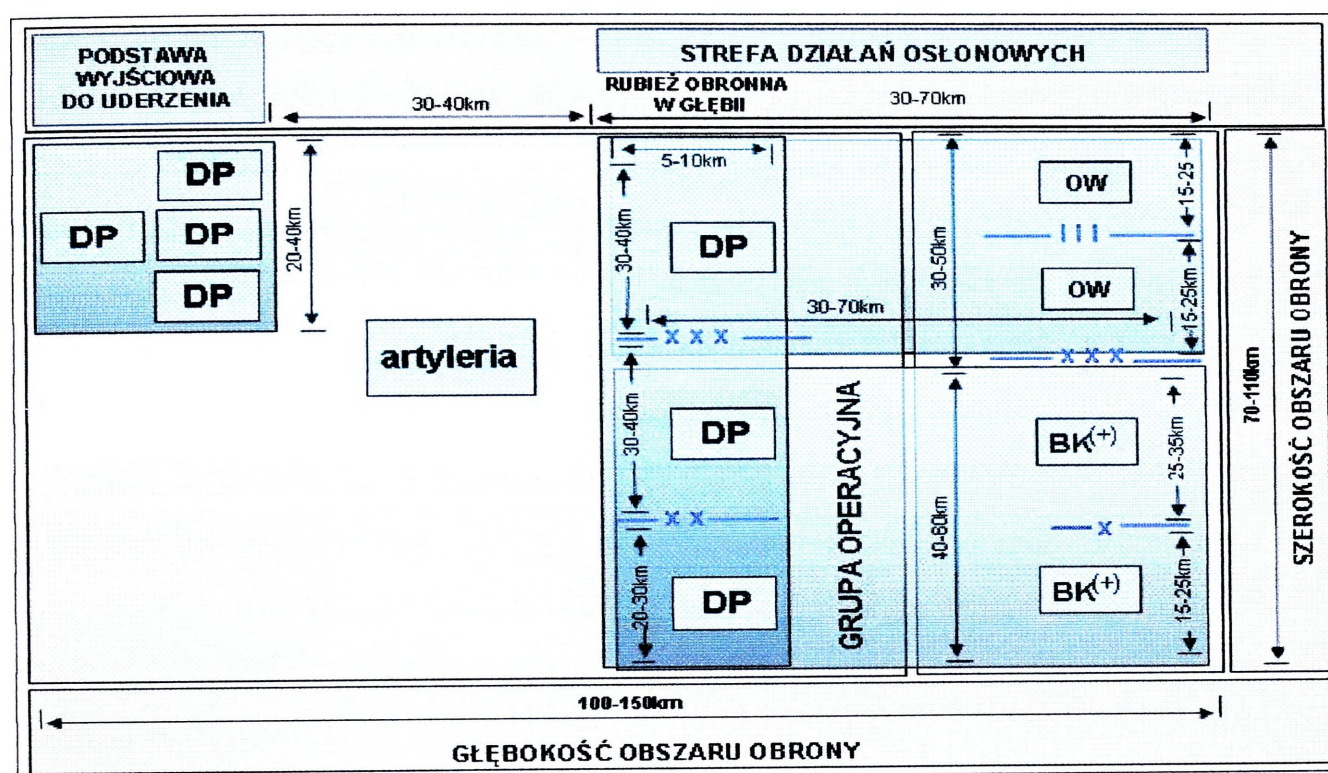 PODSTAWA
WYJŚCIOWA
DO UDERZENIA
STREFA DZIAŁAŃ OSŁONOWYCH
RUBIEŻ OBRONNA
W GŁĘBII
30-40km
30-70km
5-10km
DP
DP
DP
DP
20-40km
artyleria
30-40km
DP
x x x
30-40km
DP
x x
20-30km
DP
30-70km
GRUPA OPERACYJNA
30-50km
OW
15-25
I I I
OW
15-25km
x x x
40-60km
BK(+)
25-35km
x
BK(+)
15-25km
70-110km
SZEROKOŚĆ OBSZARU OBRONY
100-150km
GŁĘBOKOŚĆ OBSZARU OBRONY